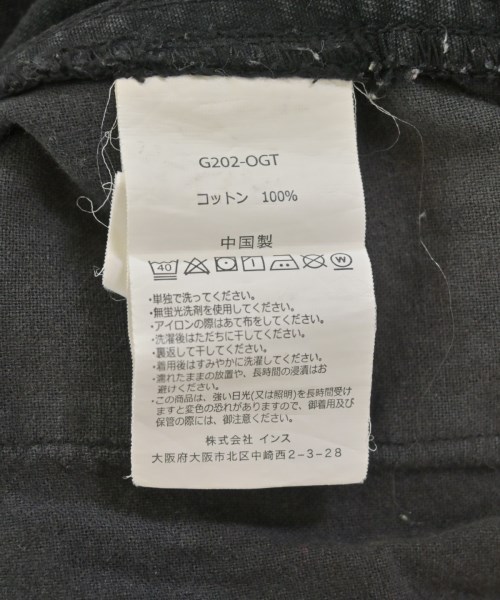 G202-OGT
コットン 100%
中国製
40 W
・単独で洗ってください。
・無蛍光洗剤を使用してください。
・アイロンの際はあて布をしてください。
・洗濯後はただちに干してください。
・裏返して干してください。
・着用後はすみやかに洗濯してください。
・濡れたままの放置や、長時間の浸漬はお
避けください。
・この商品は、強い日光(又は照明)を長時間受け
ますと変色の恐れがありますので、御着用及び
保管の際には、御注意ください。
株式会社 インス
大阪府大阪市北区中崎西2-3-28